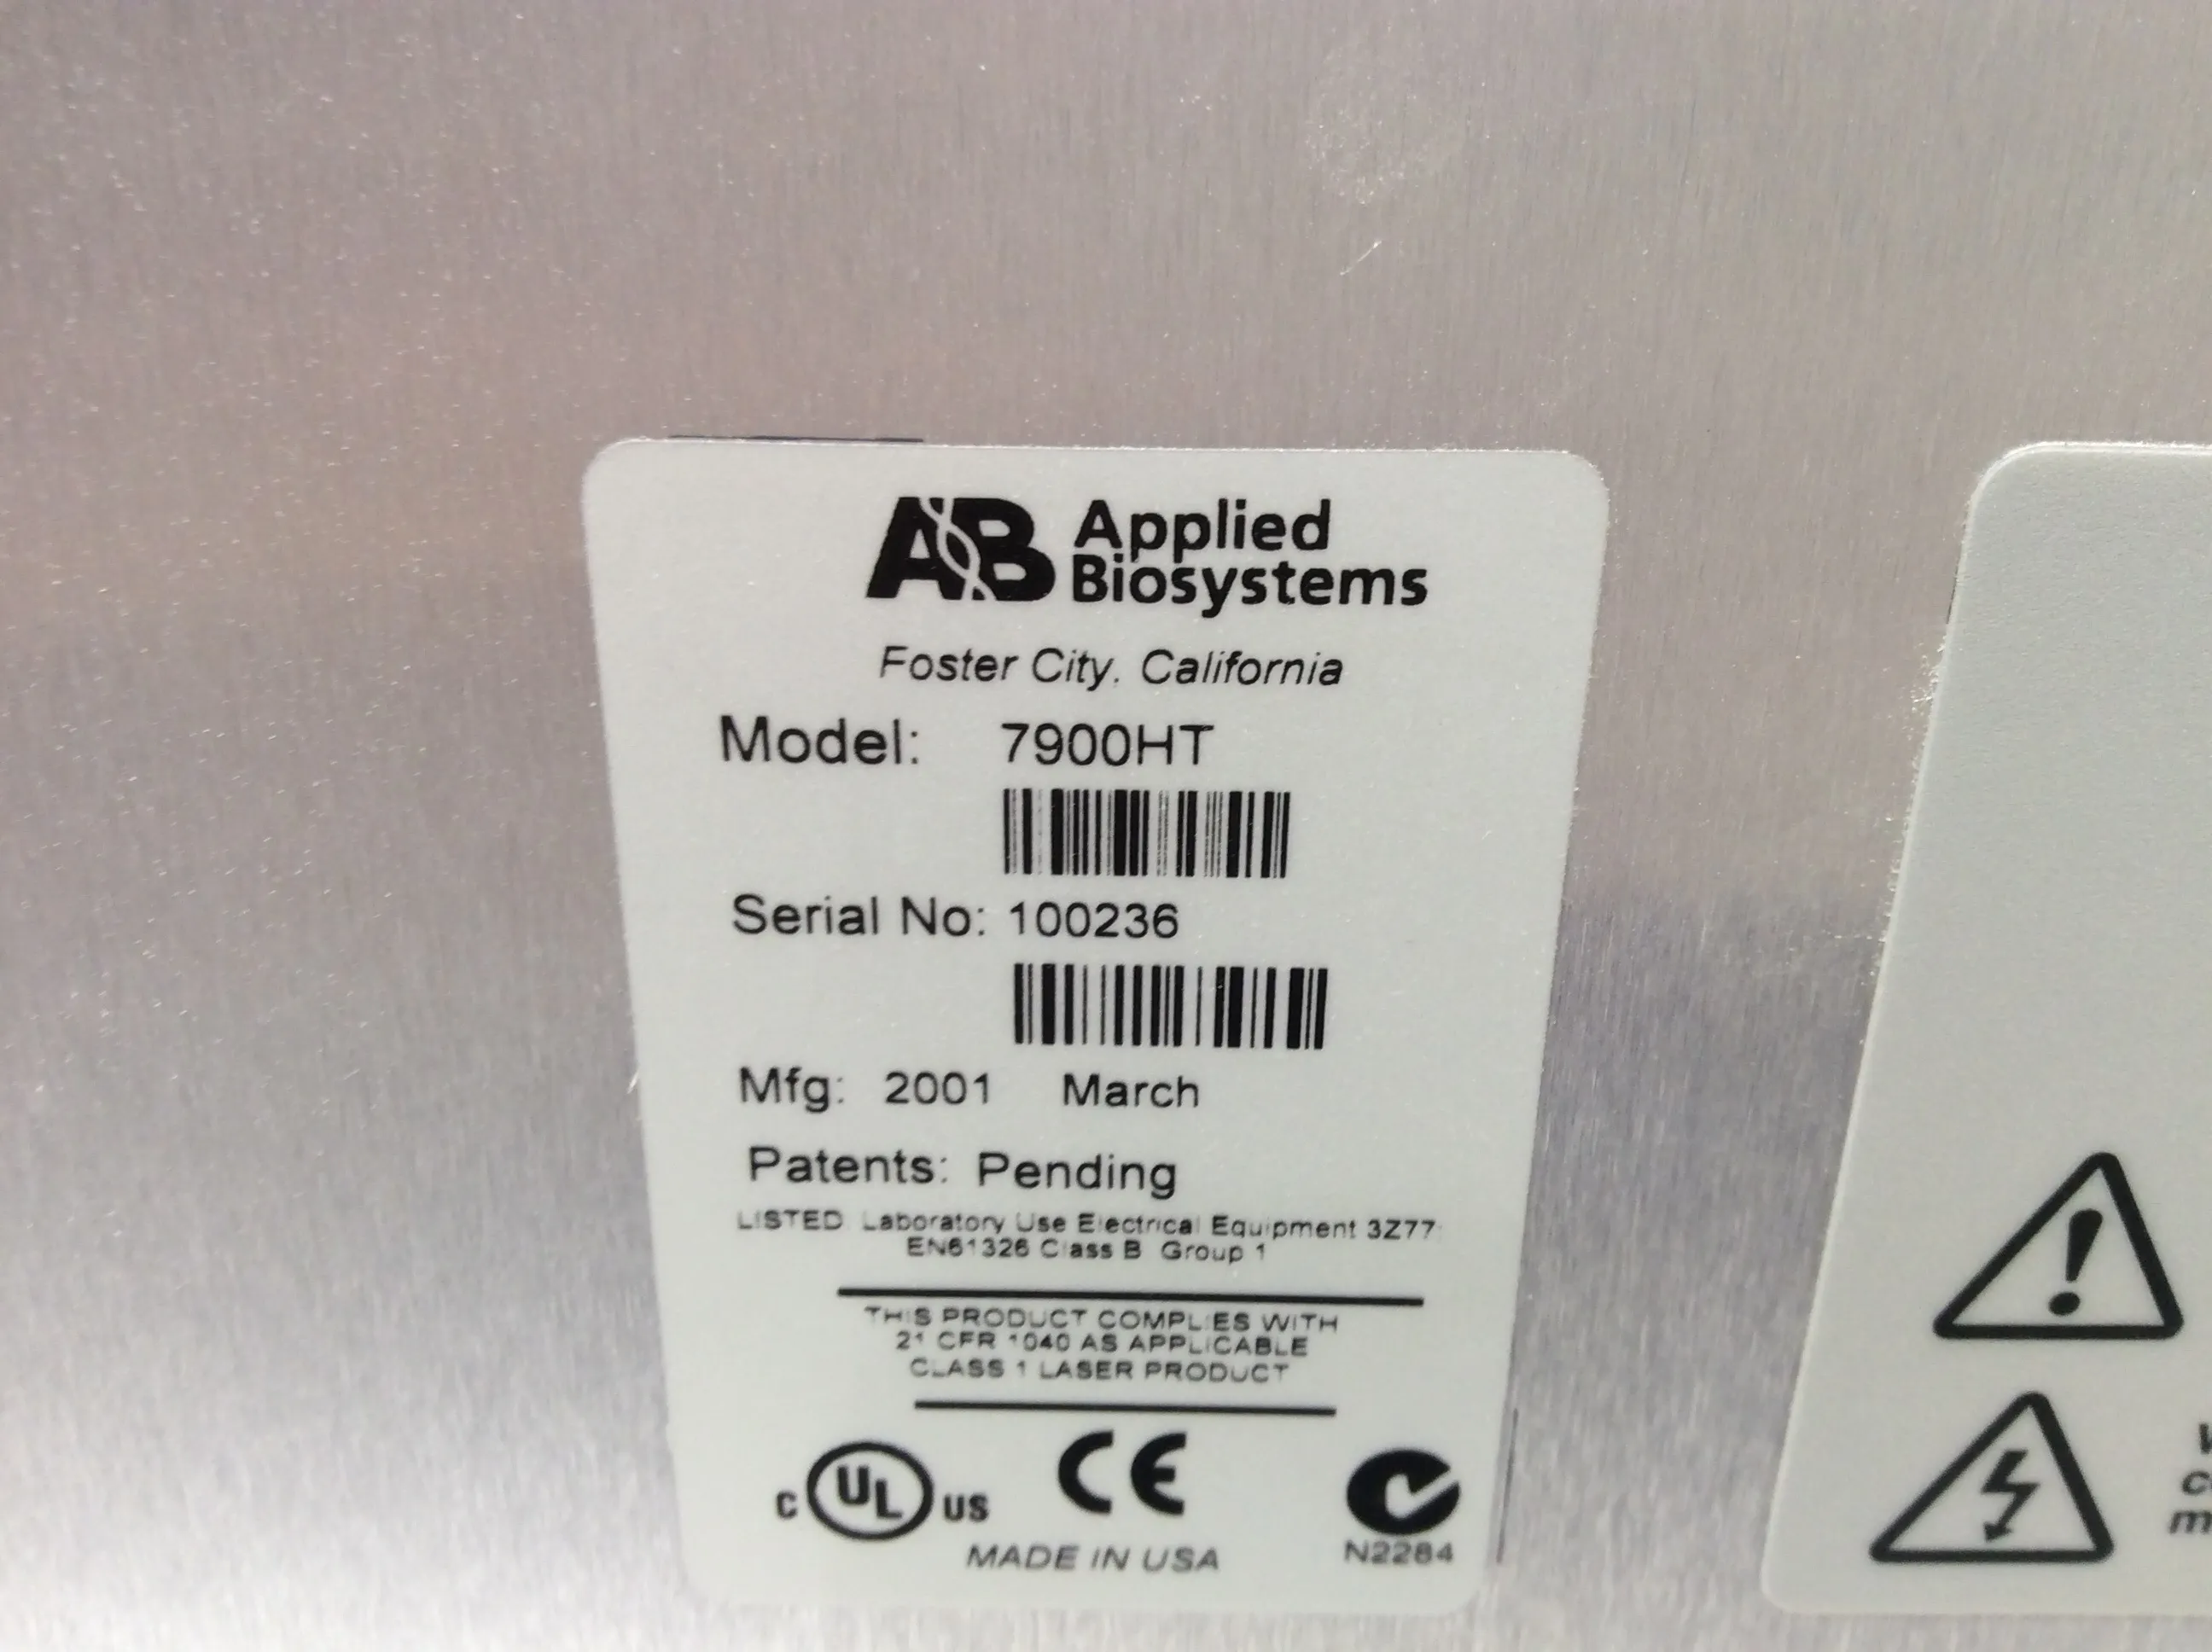 AB Applied
Biosystems
Foster City, California
Model: 7900HT
Serial No: 100236
Mfg: 2001 March
Patents: Pending
LISTED Laboratory Use Electrical Equipment 3Z77
EN61326 Class B Group 1
THIS PRODUCT COMPLIES WITH
21 CFR 1040 AS APPLICABLE
CLASS 1 LASER PRODUCT
C UL US CE
N2284
MADE IN USA